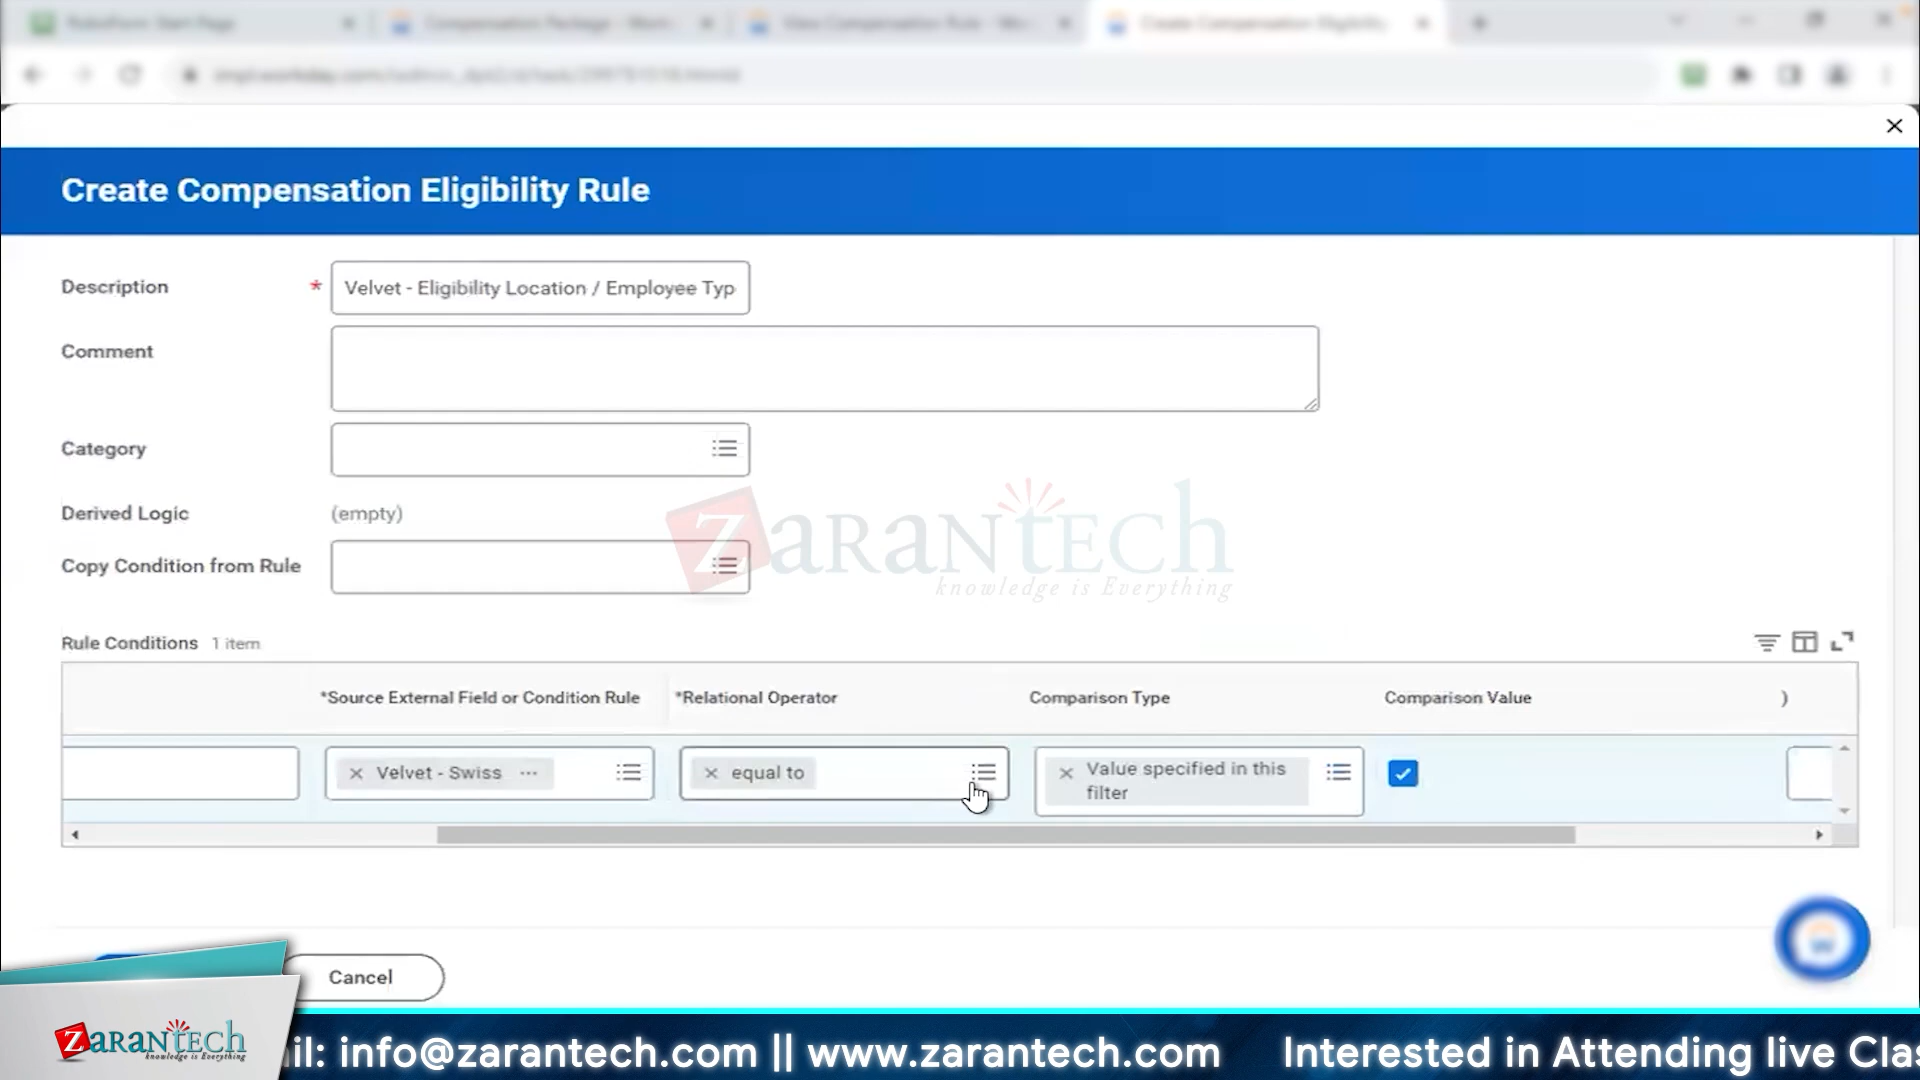 Create Compensation Eligibility Rule
Description * Velvet - Eligibility Location / Employee Typ
Comment
Category
Derived Logic (empty)
Copy Condition from Rule
ZARANTECH
knowledge is Everything
Rule Conditions 1 item
*Source External Field or Condition Rule *Relational Operator Comparison Type Comparison Value )
Velvet - Swiss ... equal to Value specified in this
filter
Cancel
ZARANTECH
knowledge is Everything
il: info@zarantech.com || www.zarantech.com Interested in Attending live Clas